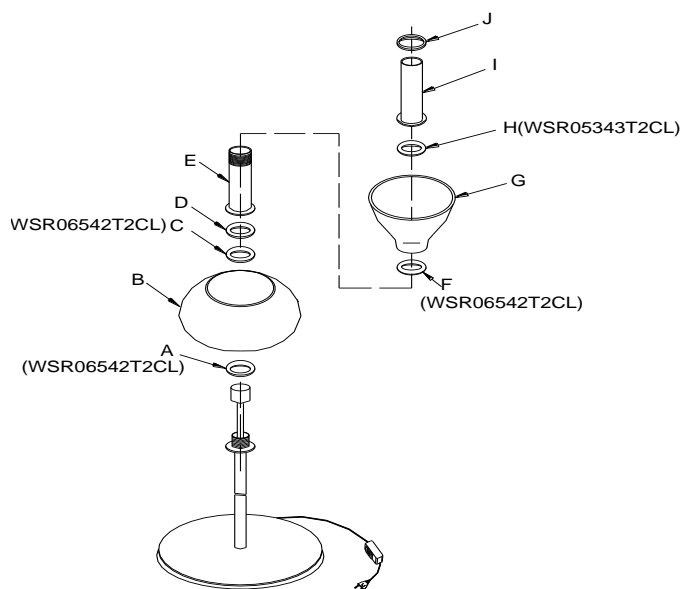 J
I
H(WSR05343T2CL)
E
G
D
WSR06542T2CL) C
B
F
(WSR06542T2CL)
A
(WSR06542T2CL)